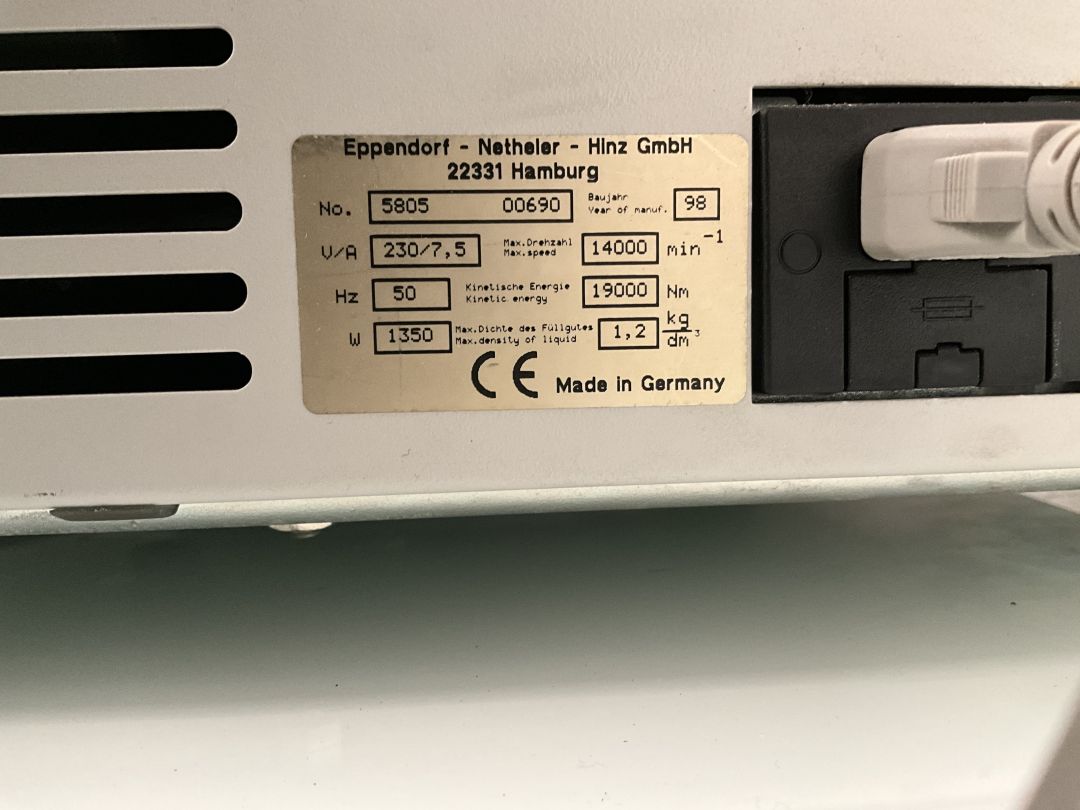 Eppendorf - Netheler - Hinz GmbH
22331 Hamburg
No. 5805 00690 Baujahr Year of manuf. 98
V/A 230/7,5 Max.Drehzahl Max.speed 14000 min⁻¹
Hz 50 Kinetische Energie Kinetic energy 19000 Nm
W 1350 Max.Dichte des Füllgutes Max.density of liquid 1,2 kg/dm³
CE Made in Germany